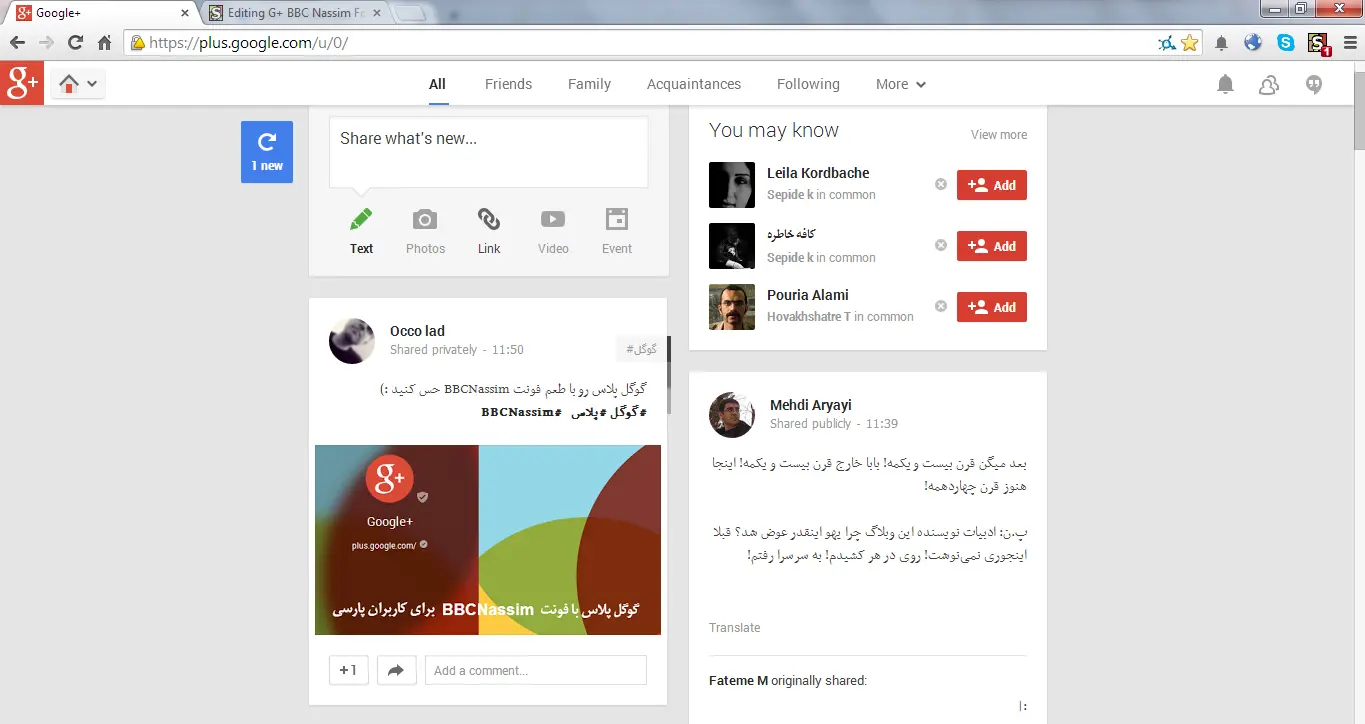 Google+
Editing G+ BBC Nassim Fo
https://plus.google.com/u/0/
1
g+
All Friends Family Acquaintances Following More
1 new
Share what's new...
Text Photos Link Video Event
Occo lad
Shared privately - 11:50
#گوگل
گوگل پلاس رو با طعم فونت BBCNassim حس کنید :)
#گوگل #پلاس #BBCNassim
g+
Google+
plus.google.com/
گوگل پلاس با فونت BBCNassim برای کاربران پارسی
+1
Add a comment...
You may know
View more
Leila Kordbache
Sepide k in common
Add
کافه خاطره
Sepide k in common
Add
Pouria Alami
Hovakhshatre T in common
Add
Mehdi Aryayi
Shared publicly - 11:39
بعد میگن قرن بیست و یکمه! بابا خارج قرن بیست و یکمه! اینجا
هنوز قرن چهاردهمه!
پ.ن: ادبیات نویسنده این وبلاگ چرا یهو اینقدر عوض شد؟ قبلا
اینجوری نمی‌نوشت! روی در هر کشیدم! به سرسرا رفتم!
Translate
Fateme M originally shared:
:|